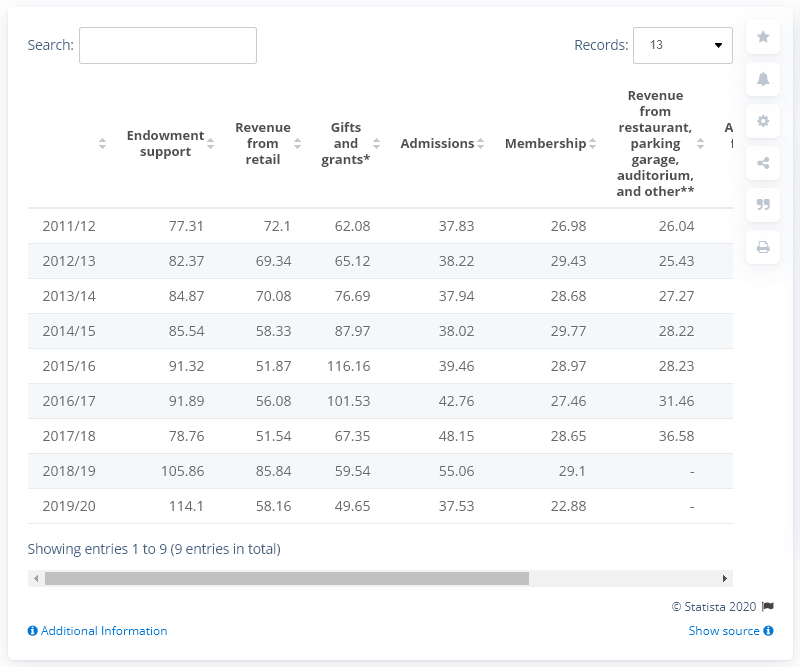 Search:
Records: 13
Endowment support
Revenue from retail
Gifts and grants*
Admissions
Membership
Revenue from restaurant, parking garage, auditorium, and other**
A
2011/12 77.31 72.1 62.08 37.83 26.98 26.04
2012/13 82.37 69.34 65.12 38.22 29.43 25.43
2013/14 84.87 70.08 76.69 37.94 28.68 27.27
2014/15 85.54 58.33 87.97 38.02 29.77 28.22
2015/16 91.32 51.87 116.16 39.46 28.97 28.23
2016/17 91.89 56.08 101.53 42.76 27.46 31.46
2017/18 78.76 51.54 67.35 48.15 28.65 36.58
2018/19 105.86 85.84 59.54 55.06 29.1 -
2019/20 114.1 58.16 49.65 37.53 22.88 -
Showing entries 1 to 9 (9 entries in total)
© Statista 2020
Additional Information
Show source